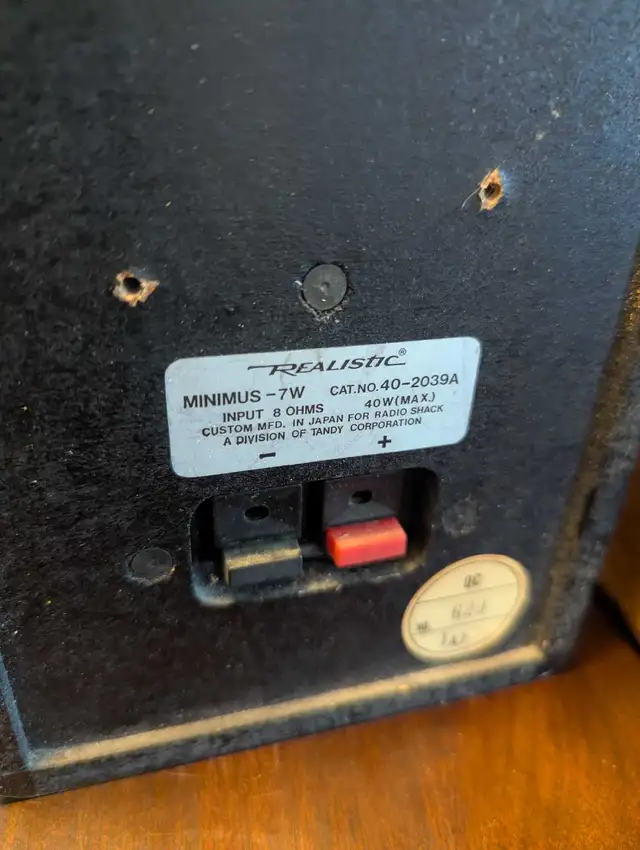 REALISTIC®
MINIMUS-7W CAT.NO. 40-2039A
INPUT 8 OHMS 40W(MAX.)
CUSTOM MFD. IN JAPAN FOR RADIO SHACK
A DIVISION OF TANDY CORPORATION
- +